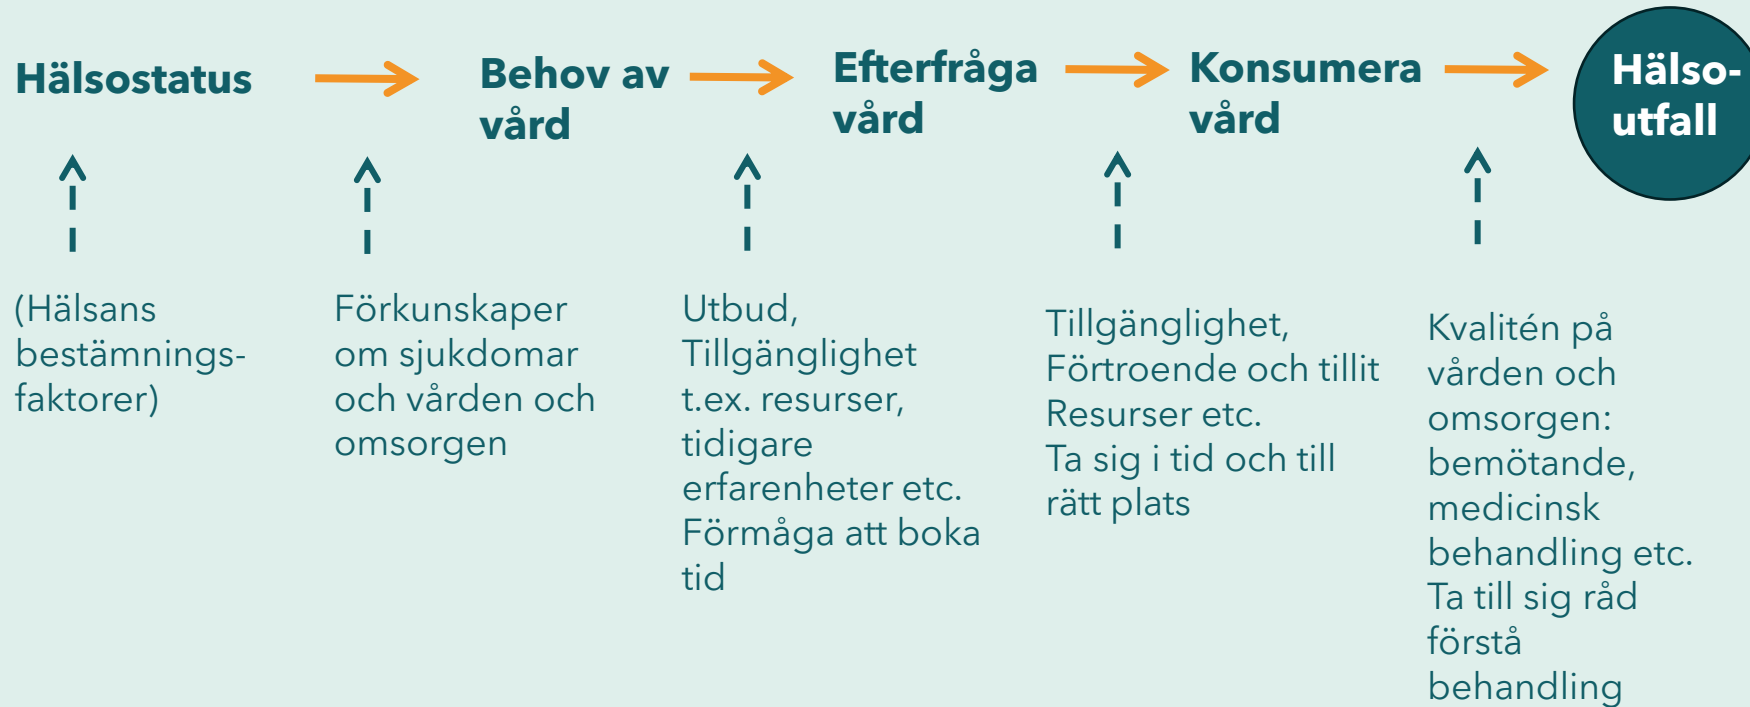 Hälsostatus
Behov av
vård
Efterfråga
vård
Konsumera
vård
Hälso-
utfall
(Hälsans
bestämnings-
faktorer)
Förkunskaper
om sjukdomar
och vården och
omsorgen
Utbud,
Tillgänglighet
t.ex. resurser,
tidigare
erfarenheter etc.
Förmåga att boka
tid
Tillgänglighet,
Förtroende och tillit
Resurser etc.
Ta sig i tid och till
rätt plats
Kvalitén på
vården och
omsorgen:
bemötande,
medicinsk
behandling etc.
Ta till sig råd
förstå
behandling